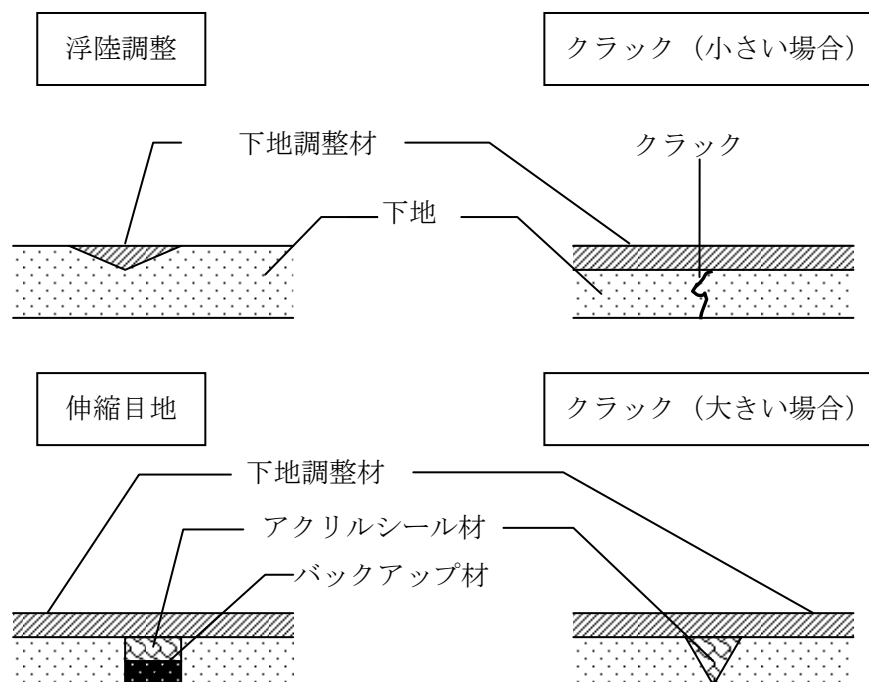 浮陸調整
クラック（小さい場合）
下地調整材
クラック
下地
伸縮目地
クラック（大きい場合）
下地調整材
アクリルシール材
バックアップ材